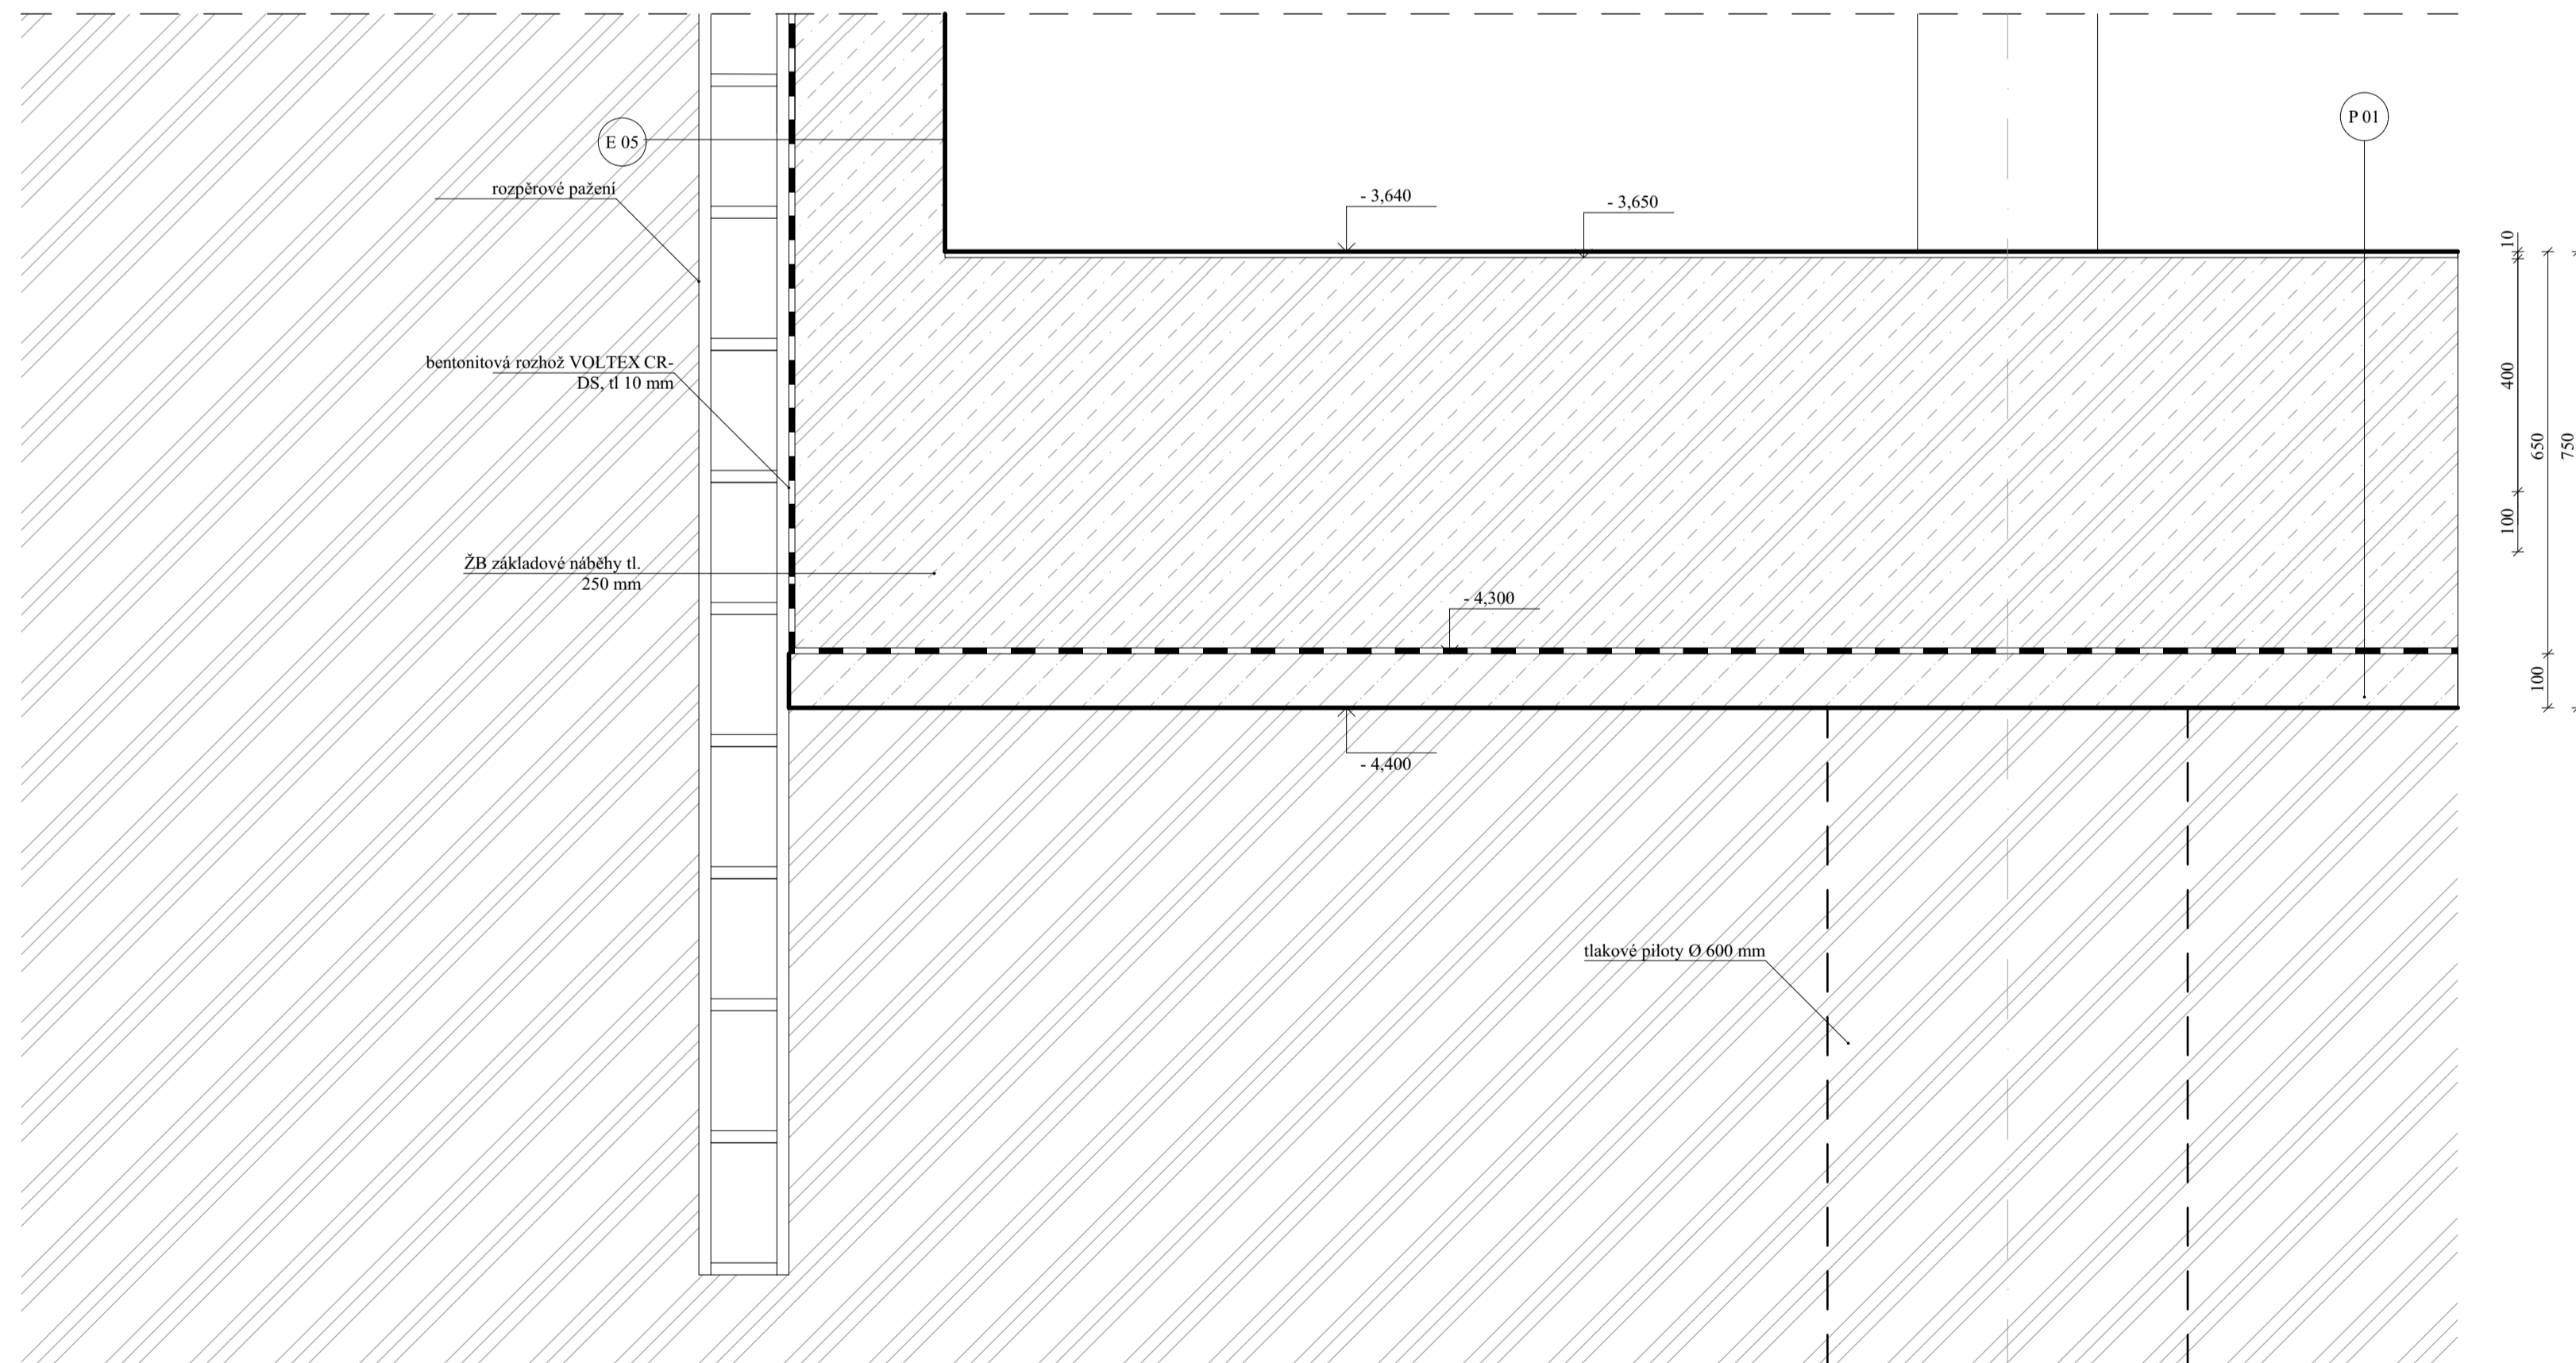 P 01
E 05
rozpěrové pažení
- 3,640
- 3,650
10
bentonitová rozhož VOLTEX CR-
DS, tl 10 mm
400
650
750
100
ŽB základové náběhy tl.
250 mm
- 4,300
100
- 4,400
tlakové piloty Ø 600 mm